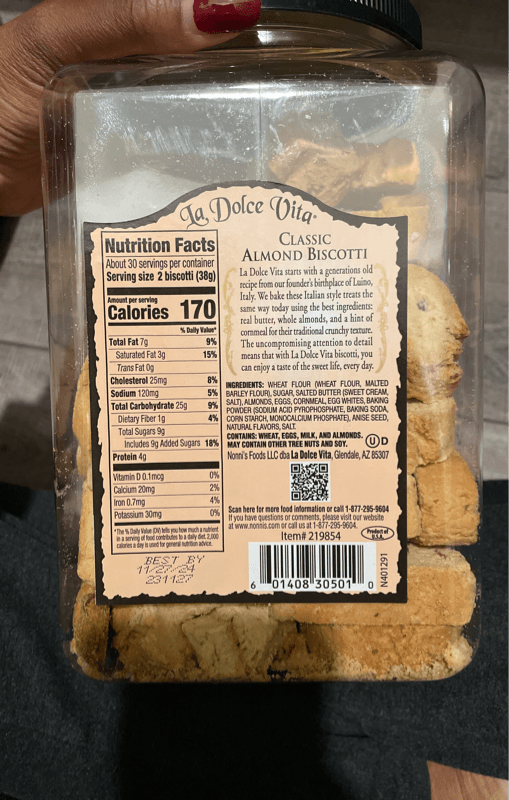 La Dolce Vita®
Nutrition Facts
About 30 servings per container
Serving size 2 biscotti (38g)
Amount per serving
Calories 170
% Daily Value*
Total Fat 7g 9%
Saturated Fat 3g 15%
Trans Fat 0g
Cholesterol 25mg 8%
Sodium 120mg 5%
Total Carbohydrate 25g 9%
Dietary Fiber 1g 4%
Total Sugars 9g
Includes 9g Added Sugars 18%
Protein 4g
Vitamin D 0.1mcg 0%
Calcium 20mg 2%
Iron 0.7mg 4%
Potassium 30mg 0%
*The % Daily Value (DV) tells you how much a nutrient
in a serving of food contributes to a daily diet. 2,000
calories a day is used for general nutrition advice.
BEST BY
11/27/24
231127
CLASSIC
ALMOND BISCOTTI
La Dolce Vita starts with a generations old
recipe from our founder's birthplace of Luino,
Italy. We bake these Italian style treats the
same way today using the best ingredients:
real butter, whole almonds, and a hint of
cornmeal for their traditional crunchy texture.
The uncompromising attention to detail
means that with La Dolce Vita biscotti, you
can enjoy a taste of the sweet life, every day.
INGREDIENTS: WHEAT FLOUR (WHEAT FLOUR, MALTED
BARLEY FLOUR), SUGAR, SALTED BUTTER (SWEET CREAM,
SALT), ALMONDS, EGGS, CORNMEAL, EGG WHITES, BAKING
POWDER (SODIUM ACID PYROPHOSPHATE, BAKING SODA,
CORN STARCH, MONOCALCIUM PHOSPHATE), ANISE SEED,
NATURAL FLAVORS, SALT.
CONTAINS: WHEAT, EGGS, MILK, AND ALMONDS.
MAY CONTAIN OTHER TREE NUTS AND SOY.
U D
Nonni's Foods LLC dba La Dolce Vita, Glendale, AZ 85307
Scan here for more food information or call 1-877-295-9604
If you have questions or comments, please visit our website
at www.nonnis.com or call us at 1-877-295-9604.
Item# 219854
Product of
U.S.A.
6 01408 30501 0
N401291